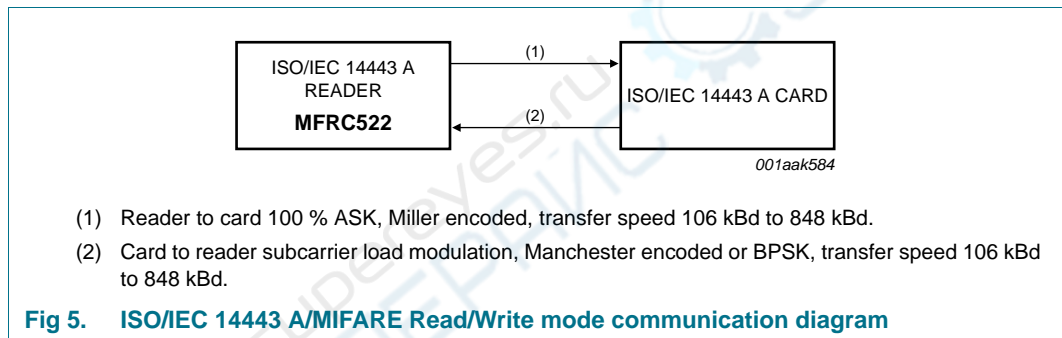 (1)
ISO/IEC 14443 A
READER
MFRC522
ISO/IEC 14443 A CARD
(2)
001aak584
(1) Reader to card 100 % ASK, Miller encoded, transfer speed 106 kBd to 848 kBd.
(2) Card to reader subcarrier load modulation, Manchester encoded or BPSK, transfer speed 106 kBd
to 848 kBd.
Fig 5. ISO/IEC 14443 A/MIFARE Read/Write mode communication diagram